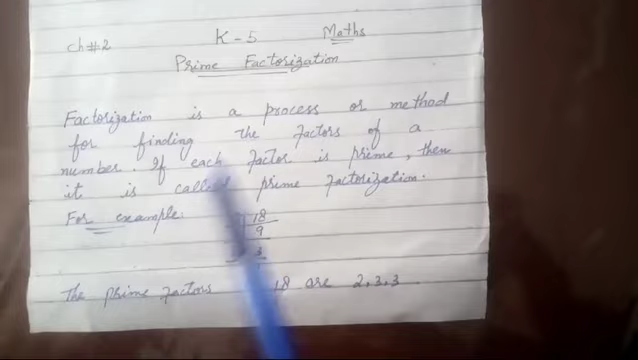 Ch#2 K-5 Maths
Prime Factorization
Factorization is a process or method
for finding the factors of a
number. If each factor is prime, then
it is called prime factorization.
For example:
18
9
3
The prime factors 18 are 2,3,3